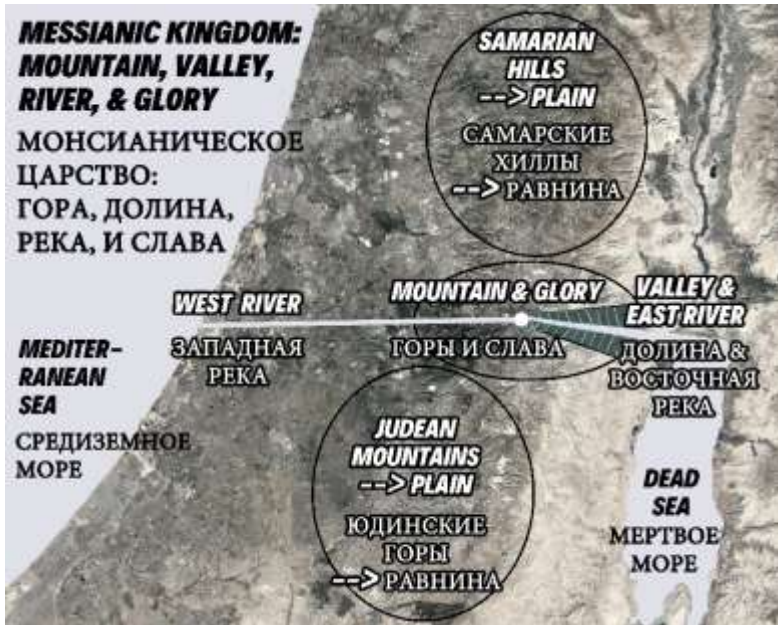 MESSIANIC KINGDOM:
MOUNTAIN, VALLEY,
RIVER, & GLORY
МОНСИАНИЧЕСКОЕ
ЦАРСТВО:
ГОРА, ДОЛИНА,
РЕКА, И СЛАВА
SAMARIAN
HILLS
--> PLAIN
САМАРСКИЕ
ХИЛЛЫ
--> РАВНИНА
WEST RIVER
ЗАПАДНАЯ
РЕКА
MOUNTAIN & GLORY
ГОРЫ И СЛАВА
VALLEY &
EAST RIVER
ДОЛИНА &
ВОСТОЧНАЯ
РЕКА
MEDITER-
RANEAN
SEA
СРЕДИЗЕМНОЕ
МОРЕ
JUDEAN
MOUNTAINS
--> PLAIN
ЮДИНСКИЕ
ГОРЫ
--> РАВНИНА
DEAD
SEA
МЕРТВОЕ
МОРЕ